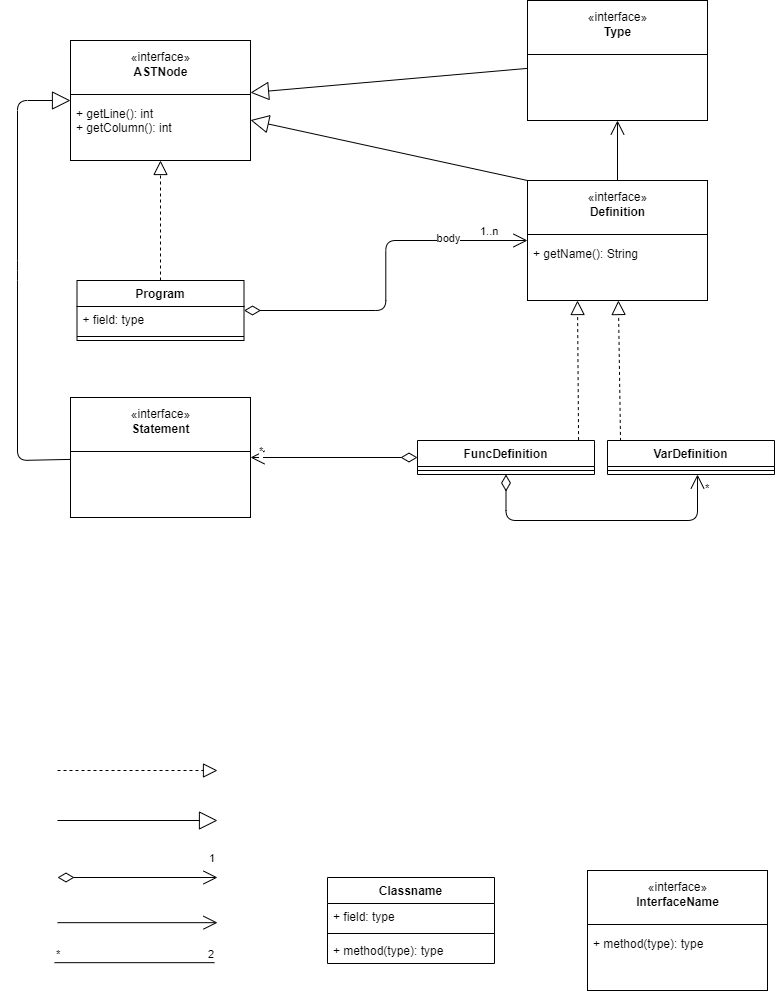 «interface»
Type
«interface»
ASTNode
+ getLine(): int
+ getColumn(): int
«interface»
Definition
+ getName(): String
body
1..n
Program
+ field: type
«interface»
Statement
*
FuncDefinition
VarDefinition
*
1
*
2
Classname
+ field: type
+ method(type): type
«interface»
InterfaceName
+ method(type): type